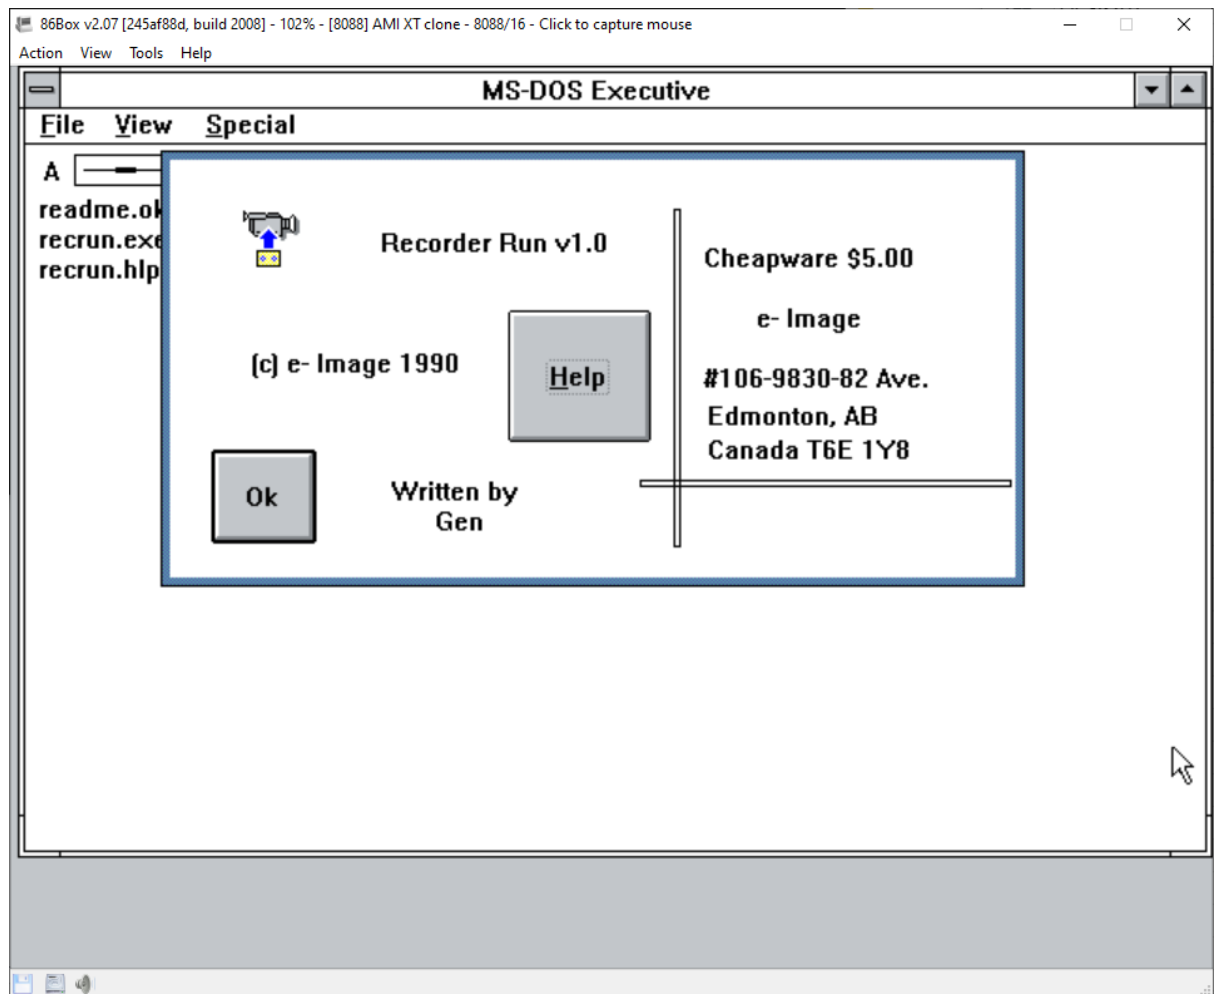 86Box v2.07 [245af88d, build 2008] - 102% - [8088] AMI XT clone - 8088/16 - Click to capture mouse
Action View Tools Help
MS-DOS Executive
File View Special
A
readme.ok
recrun.exe
recrun.hlp
Recorder Run v1.0
(c) e- Image 1990
Help
Ok
Written by
Gen
Cheapware $5.00
e- Image
#106-9830-82 Ave.
Edmonton, AB
Canada T6E 1Y8